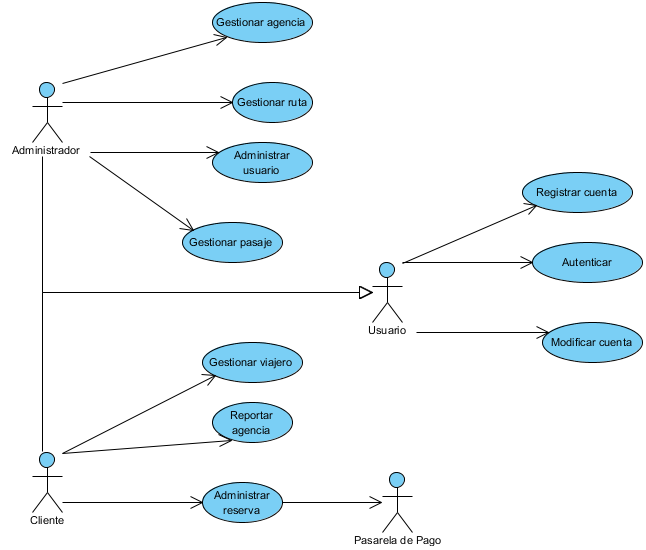 Gestionar agencia
Gestionar ruta
Administrador
Administrar
usuario
Registrar cuenta
Gestionar pasaje
Autenticar
Usuario
Modificar cuenta
Gestionar viajero
Reportar
agencia
Administrar
reserva
Cliente
Pasarela de Pago